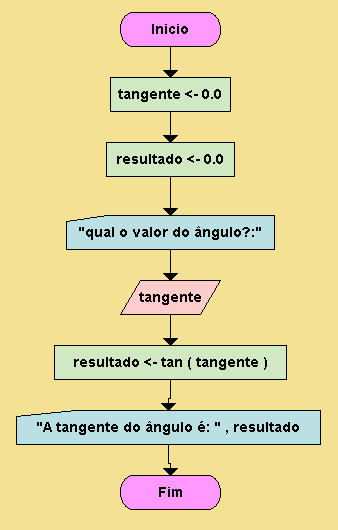 Inicio
tangente <- 0.0
resultado <- 0.0
"qual o valor do ângulo?:"
tangente
resultado <- tan ( tangente )
"A tangente do ângulo é: " , resultado
Fim